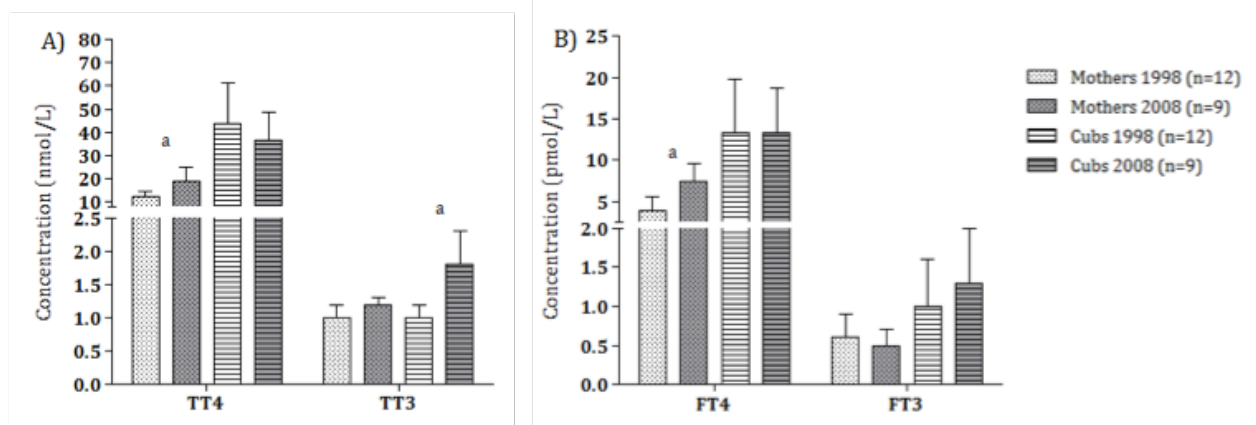 A)
Concentration (nmol/L)
80
70
60
50
40
30
20
10
2.5
2.0
1.5
1.0
0.5
0.0
a
a
TT4 TT3
B)
Concentration (pmol/L)
25
20
15
10
5
2.0
1.5
1.0
0.5
0.0
a
FT4 FT3
Mothers 1998 (n=12)
Mothers 2008 (n=9)
Cubs 1998 (n=12)
Cubs 2008 (n=9)